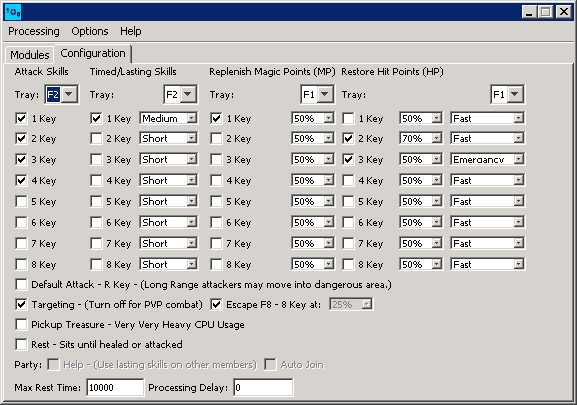 Processing Options Help
Modules Configuration
Attack Skills Timed/Lasting Skills Replenish Magic Points (MP) Restore Hit Points (HP)
Tray: F2 Tray: F2 Tray: F1 Tray: F1
1 Key 1 Key Medium 1 Key 50% 1 Key 50% Fast
2 Key 2 Key Short 2 Key 50% 2 Key 70% Fast
3 Key 3 Key Short 3 Key 50% 3 Key 50% Emergancy
4 Key 4 Key Short 4 Key 50% 4 Key 50% Fast
5 Key 5 Key Short 5 Key 50% 5 Key 50% Fast
6 Key 6 Key Short 6 Key 50% 6 Key 50% Fast
7 Key 7 Key Short 7 Key 50% 7 Key 50% Fast
8 Key 8 Key Short 8 Key 50% 8 Key 50% Fast
Default Attack - R Key - (Long Range attackers may move into dangerous area.)
Targeting - (Turn off for PVP combat) Escape F8 - 8 Key at: 25%
Pickup Treasure - Very Very Heavy CPU Usage
Rest - Sits until healed or attacked
Party: Help - (Use lasting skills on other members) Auto Join
Max Rest Time: 10000 Processing Delay: 0